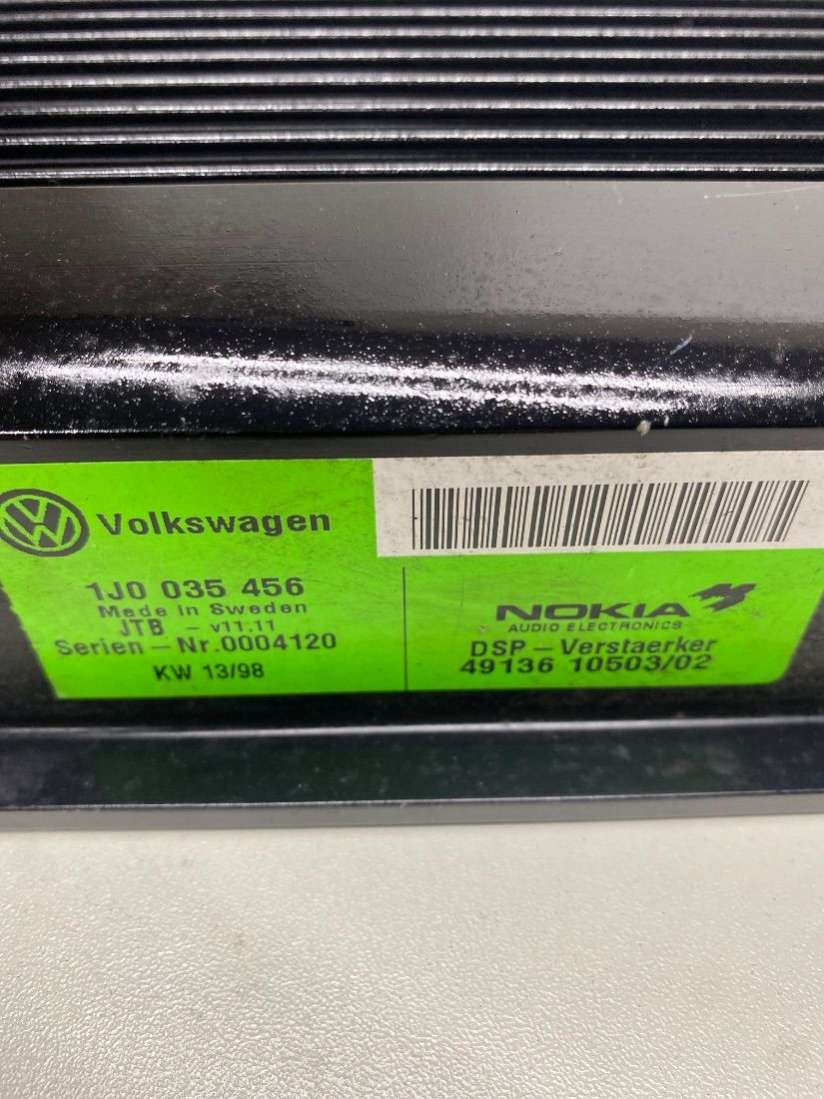 Volkswagen
1J0 035 456
Made in Sweden
JTB - v11.11
Serien - Nr.0004120
KW 13/98
NOKIA
AUDIO ELECTRONICS
DSP - Verstaerker
49136 10503/02